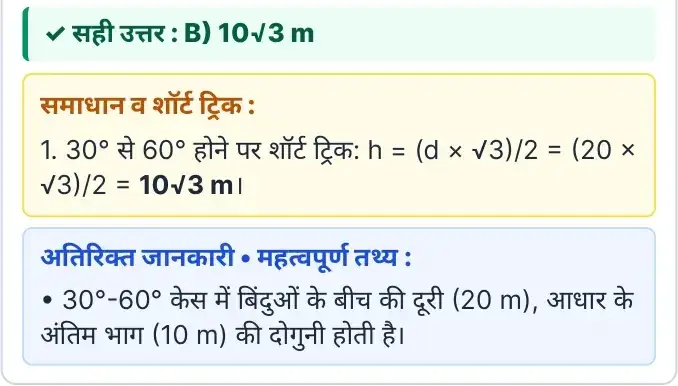 ✓ सही उत्तर : B) 10√3 m
समाधान व शॉर्ट ट्रिक :
1. 30° से 60° होने पर शॉर्ट ट्रिक: h = (d × √3)/2 = (20 ×
√3)/2 = 10√3 m।
अतिरिक्त जानकारी • महत्वपूर्ण तथ्य :
• 30°-60° केस में बिंदुओं के बीच की दूरी (20 m), आधार के
अंतिम भाग (10 m) की दोगुनी होती है।